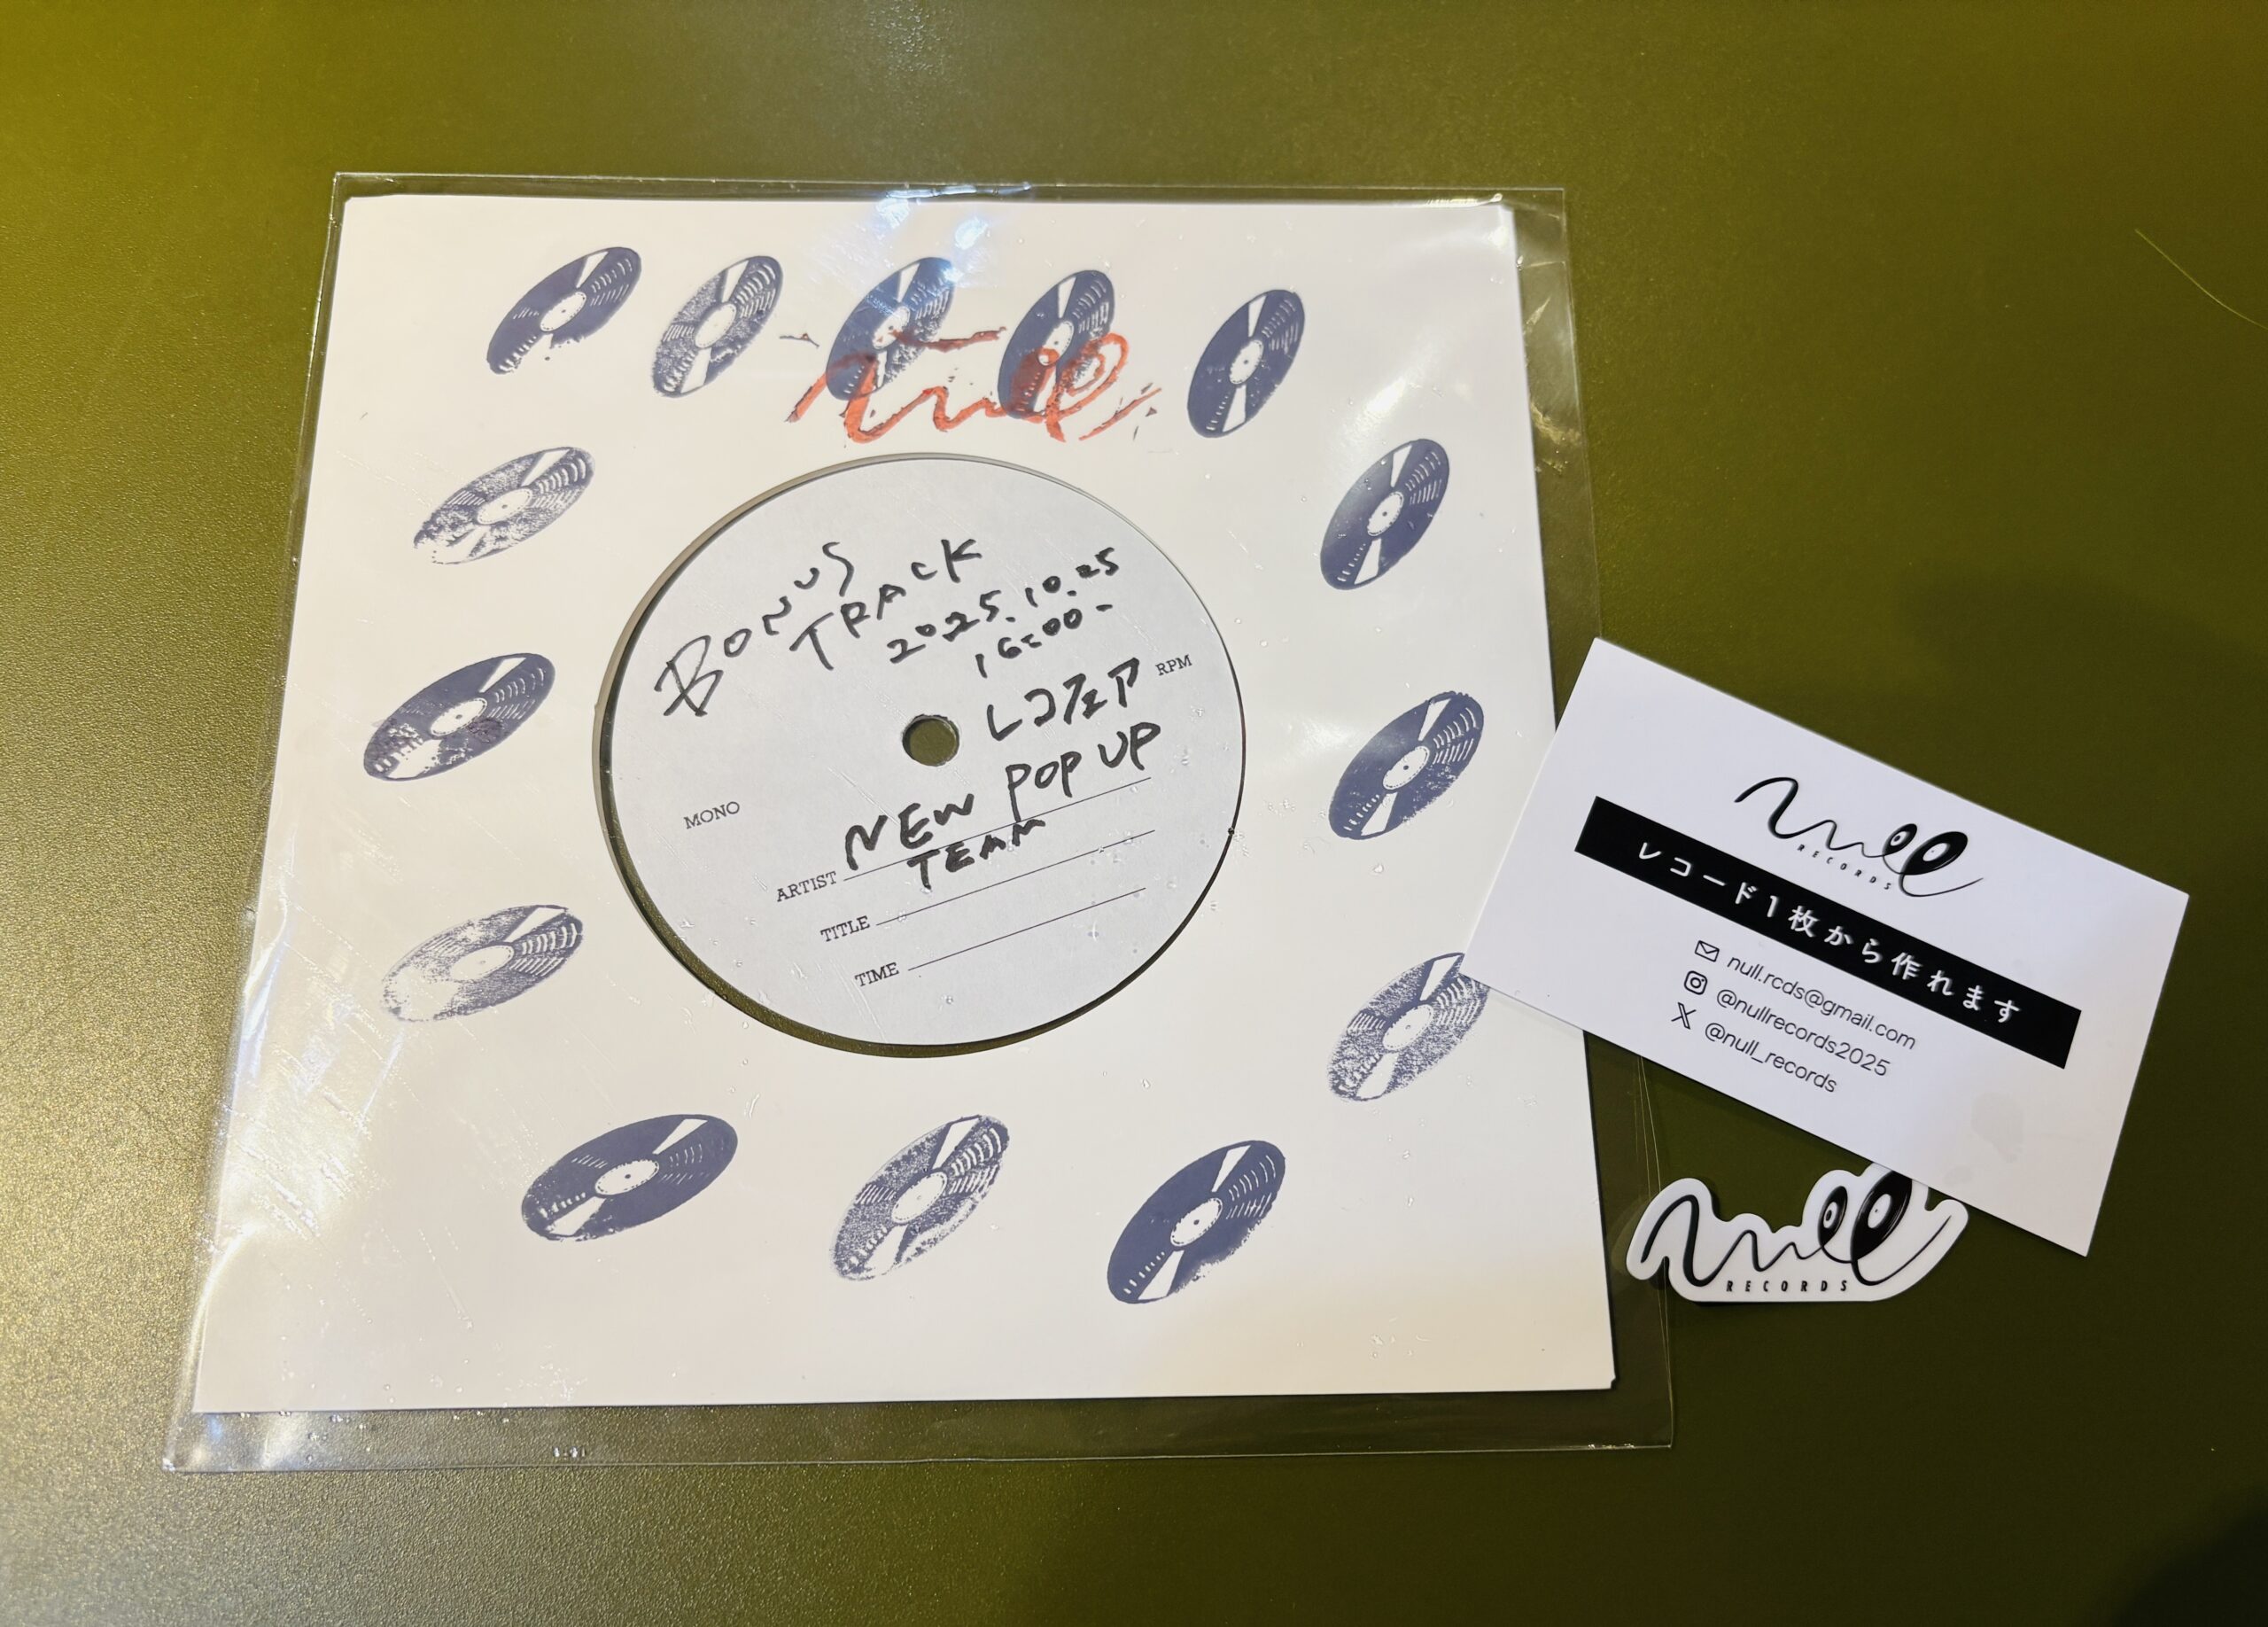 null
BONUS
TRACK
2025.10.25
16:00-
レコフェア
RPM
NEW POP UP
TEAM
MONO
ARTIST
TITLE
TIME
null
RECORDS
レコード1枚から作れます
null.rcds@gmail.com
@nullrecords2025
@null_records
null
RECORDS